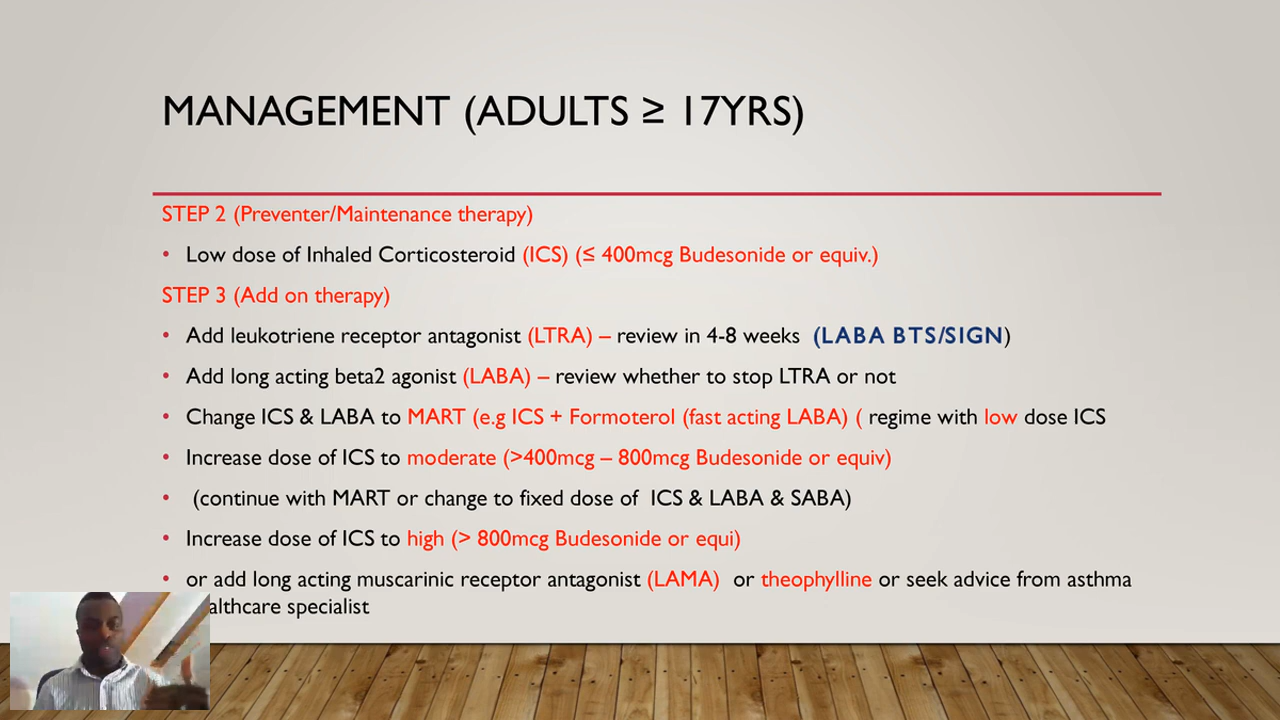 MANAGEMENT (ADULTS ≥ 17YRS)
STEP 2 (Preventer/Maintenance therapy)
• Low dose of Inhaled Corticosteroid (ICS) (≤ 400mcg Budesonide or equiv.)
STEP 3 (Add on therapy)
• Add leukotriene receptor antagonist (LTRA) – review in 4-8 weeks (LABA BTS/SIGN)
• Add long acting beta2 agonist (LABA) – review whether to stop LTRA or not
• Change ICS & LABA to MART (e.g ICS + Formoterol (fast acting LABA) ( regime with low dose ICS
• Increase dose of ICS to moderate (>400mcg – 800mcg Budesonide or equiv)
• (continue with MART or change to fixed dose of ICS & LABA & SABA)
• Increase dose of ICS to high (> 800mcg Budesonide or equi)
• or add long acting muscarinic receptor antagonist (LAMA) or theophylline or seek advice from asthma
althcare specialist